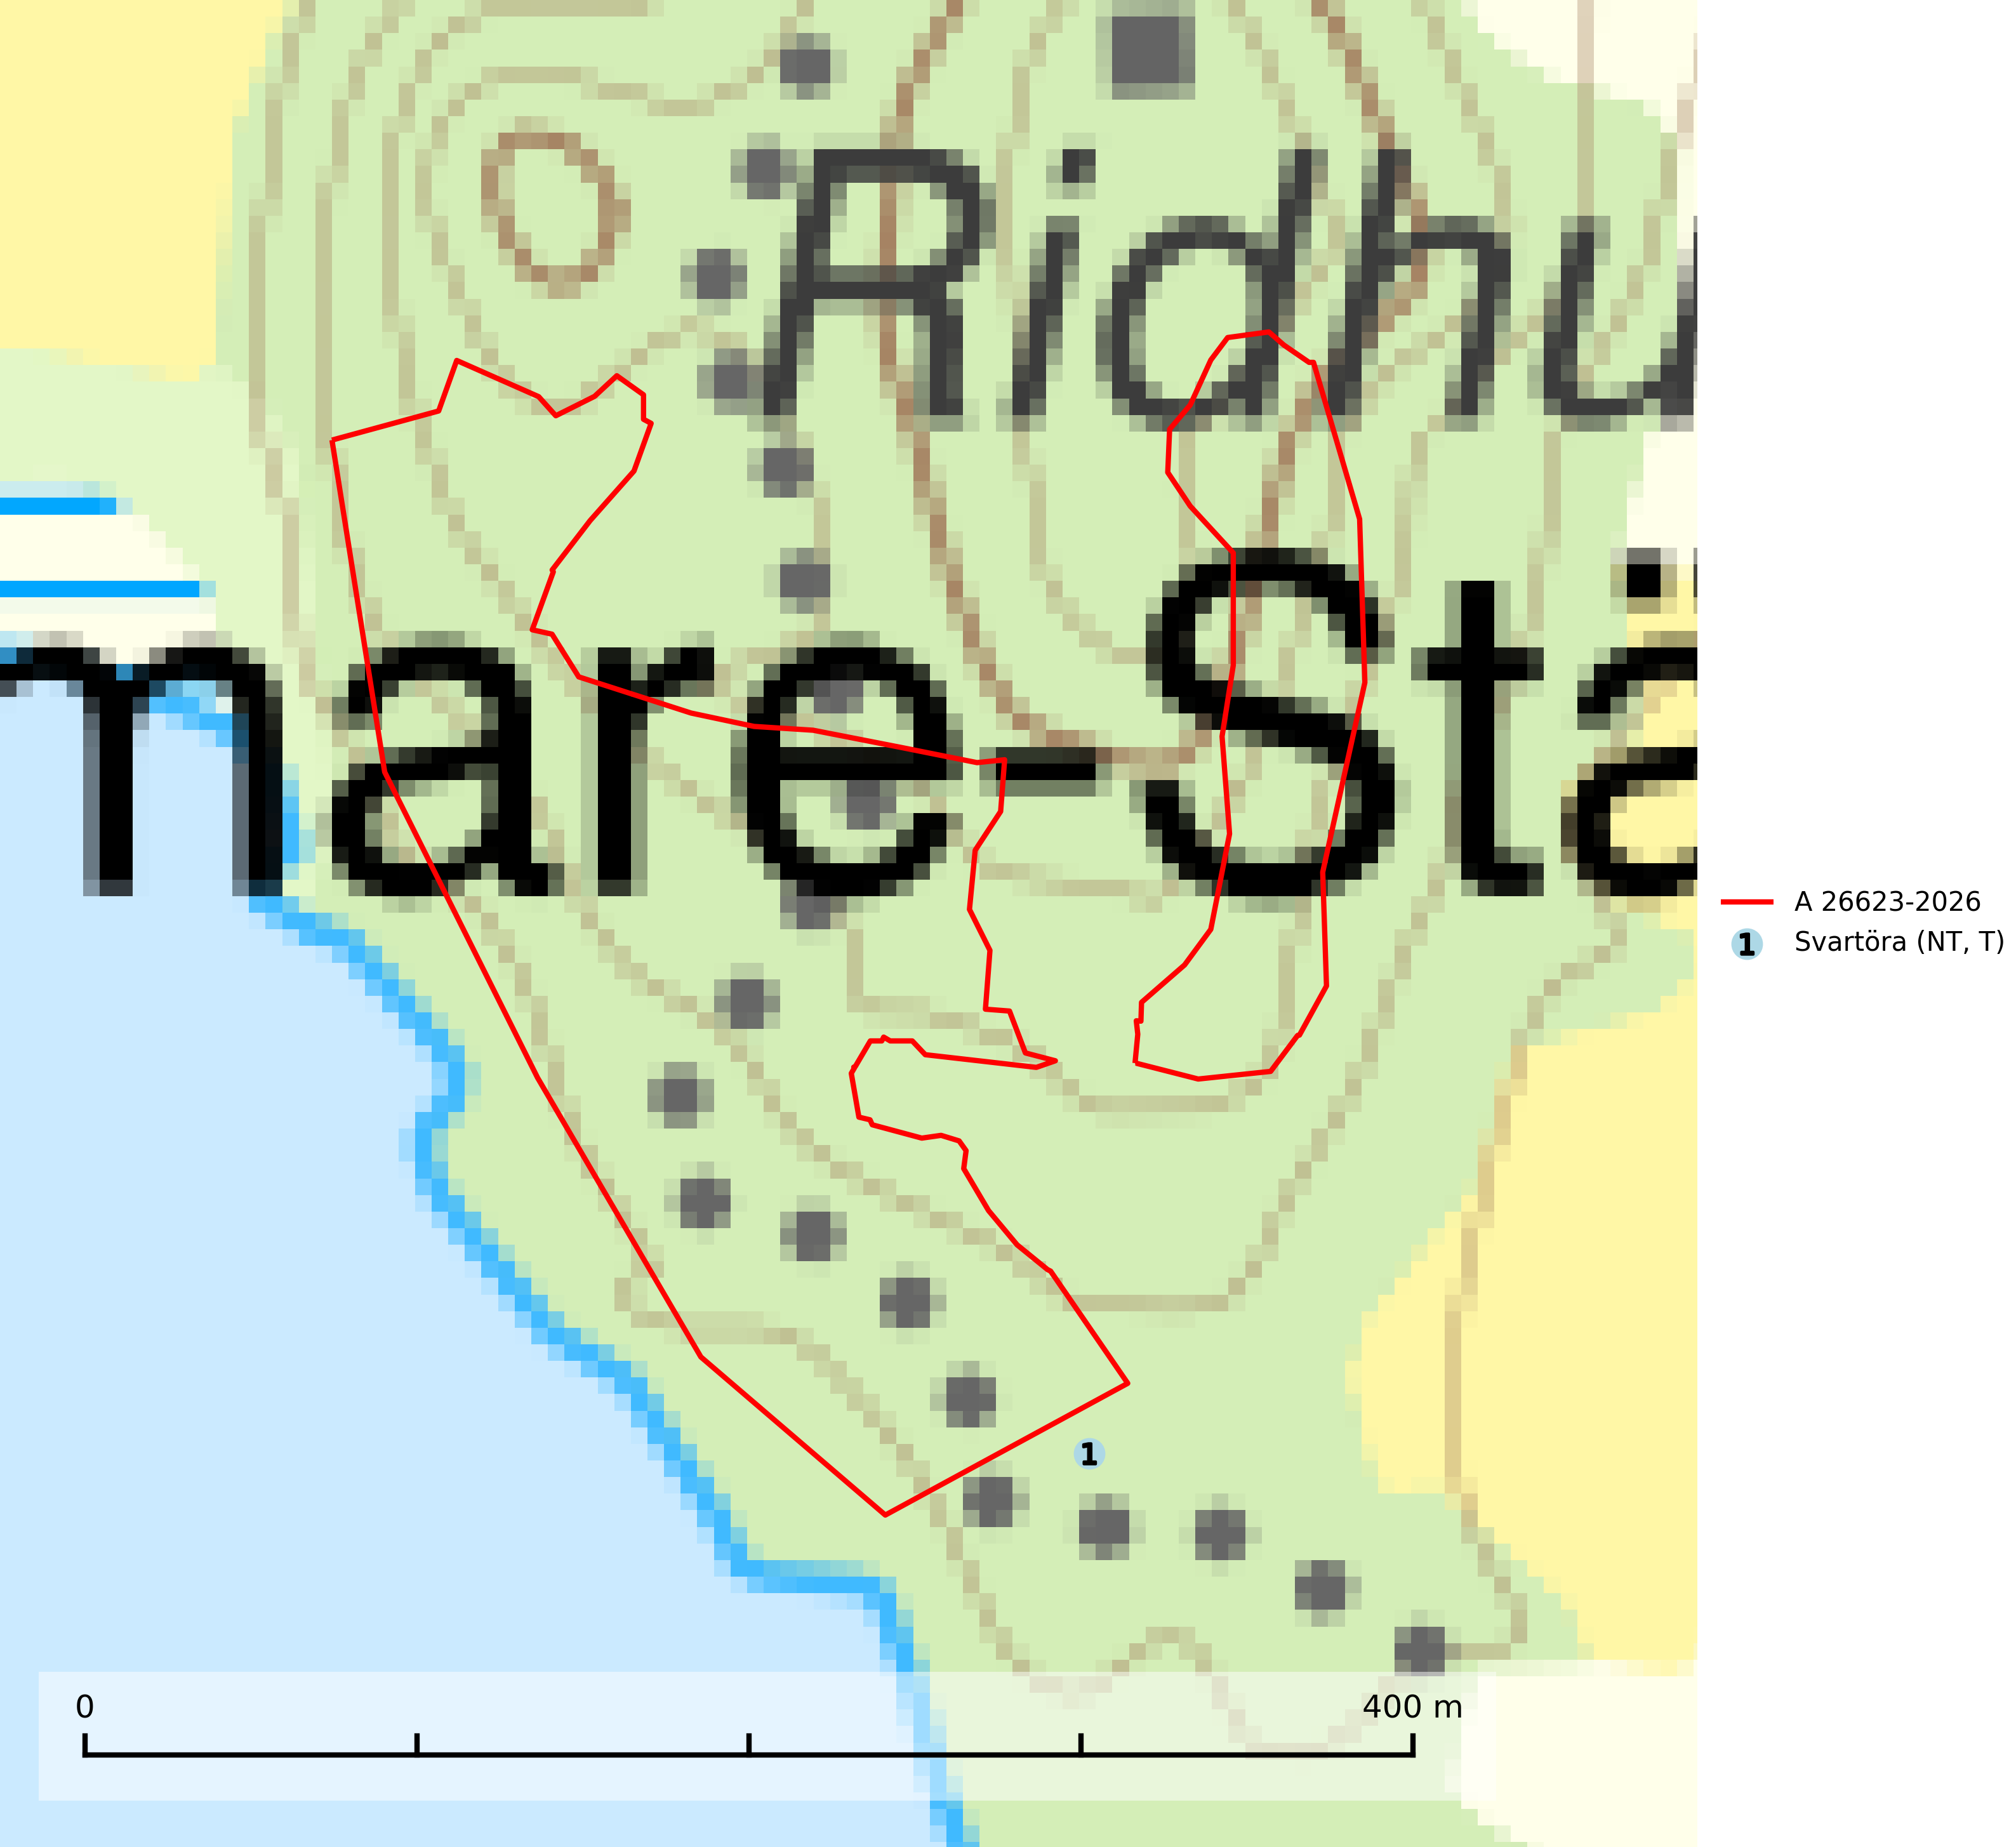 Ridhu
mare-Sta
A 26623-2026
1 Svartöra (NT, T)
1
0 400 m